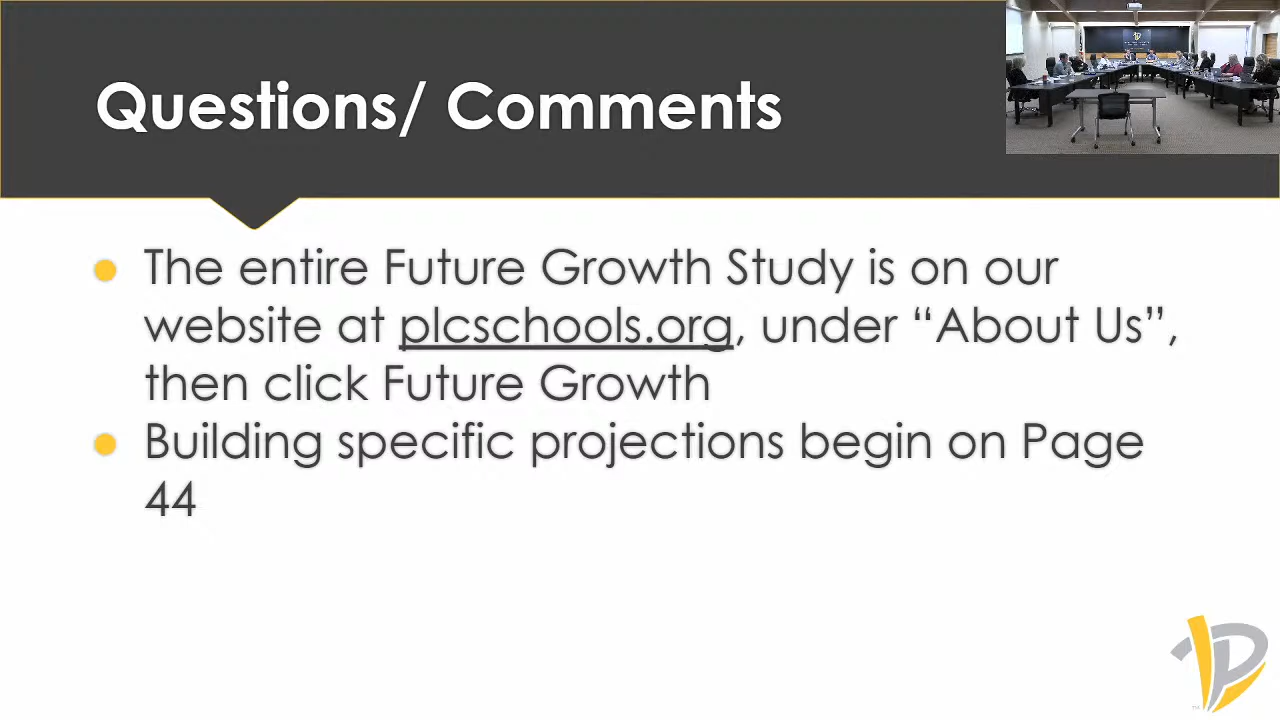 Questions/ Comments
The entire Future Growth Study is on our
website at plcschools.org, under “About Us”,
then click Future Growth
Building specific projections begin on Page
44